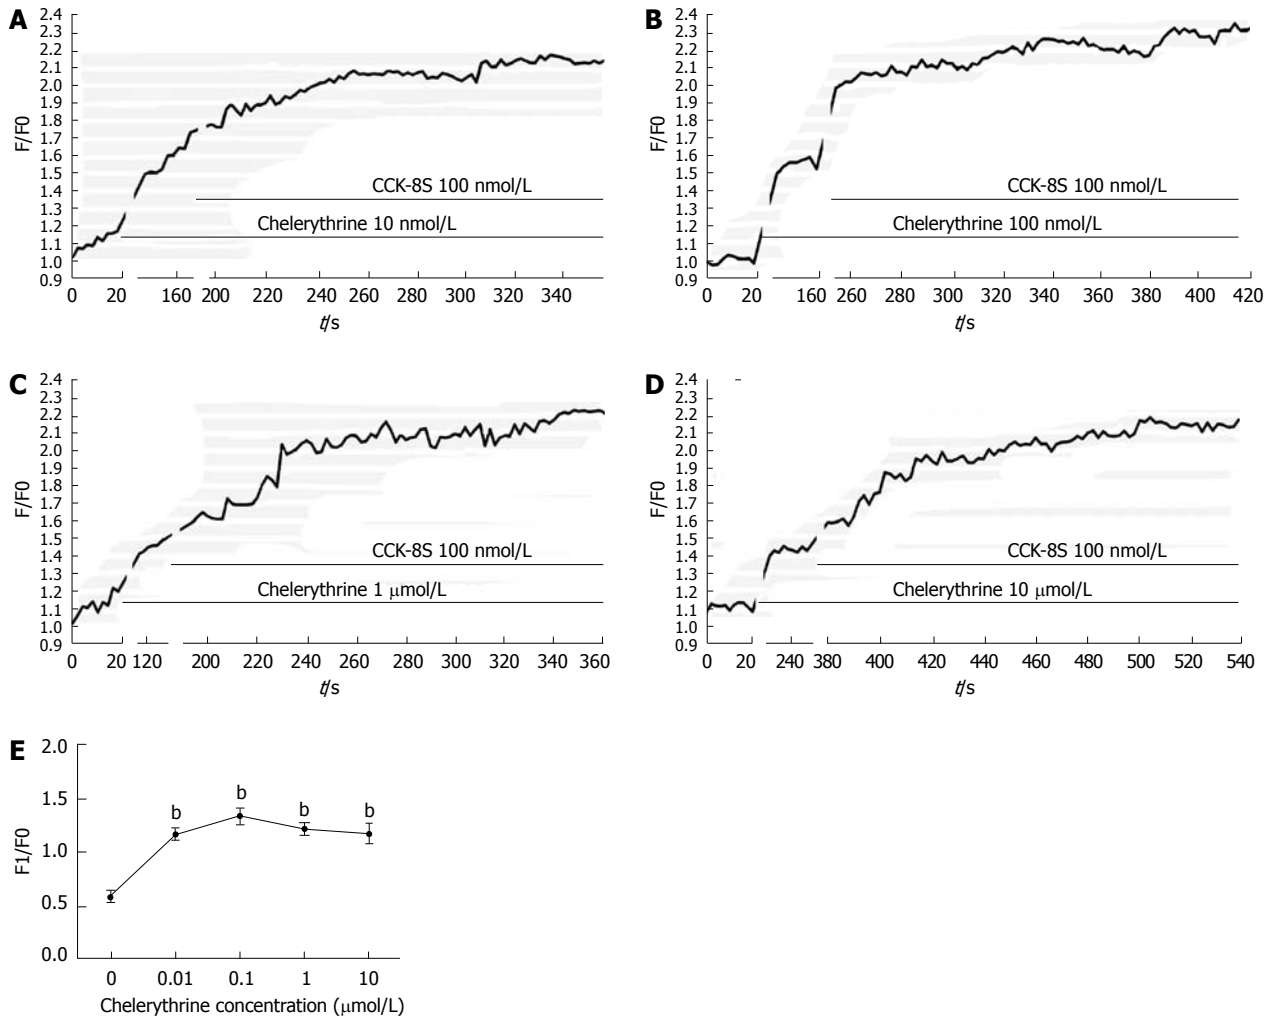 A
2.4
2.3
2.2
2.1
2.0
1.9
1.8
1.7
1.6
1.5
1.4
1.3
1.2
1.1
1.0
0.9
F/F0
CCK-8S 100 nmol/L
Chelerythrine 10 nmol/L
0 20 160 200 220 240 260 280 300 320 340
t/s
B
2.4
2.3
2.2
2.1
2.0
1.9
1.8
1.7
1.6
1.5
1.4
1.3
1.2
1.1
1.0
0.9
F/F0
CCK-8S 100 nmol/L
Chelerythrine 100 nmol/L
0 20 160 260 280 300 320 340 360 380 400 420
t/s
C
2.4
2.3
2.2
2.1
2.0
1.9
1.8
1.7
1.6
1.5
1.4
1.3
1.2
1.1
1.0
0.9
F/F0
CCK-8S 100 nmol/L
Chelerythrine 1 μmol/L
0 20 120 200 220 240 260 280 300 320 340 360
t/s
D
2.4
2.3
2.2
2.1
2.0
1.9
1.8
1.7
1.6
1.5
1.4
1.3
1.2
1.1
1.0
0.9
F/F0
CCK-8S 100 nmol/L
Chelerythrine 10 μmol/L
0 20 240 380 400 420 440 460 480 500 520 540
t/s
E
2.0
1.5
1.0
0.5
0.0
F1/F0
b b b b
0 0.01 0.1 1 10
Chelerythrine concentration (μmol/L)